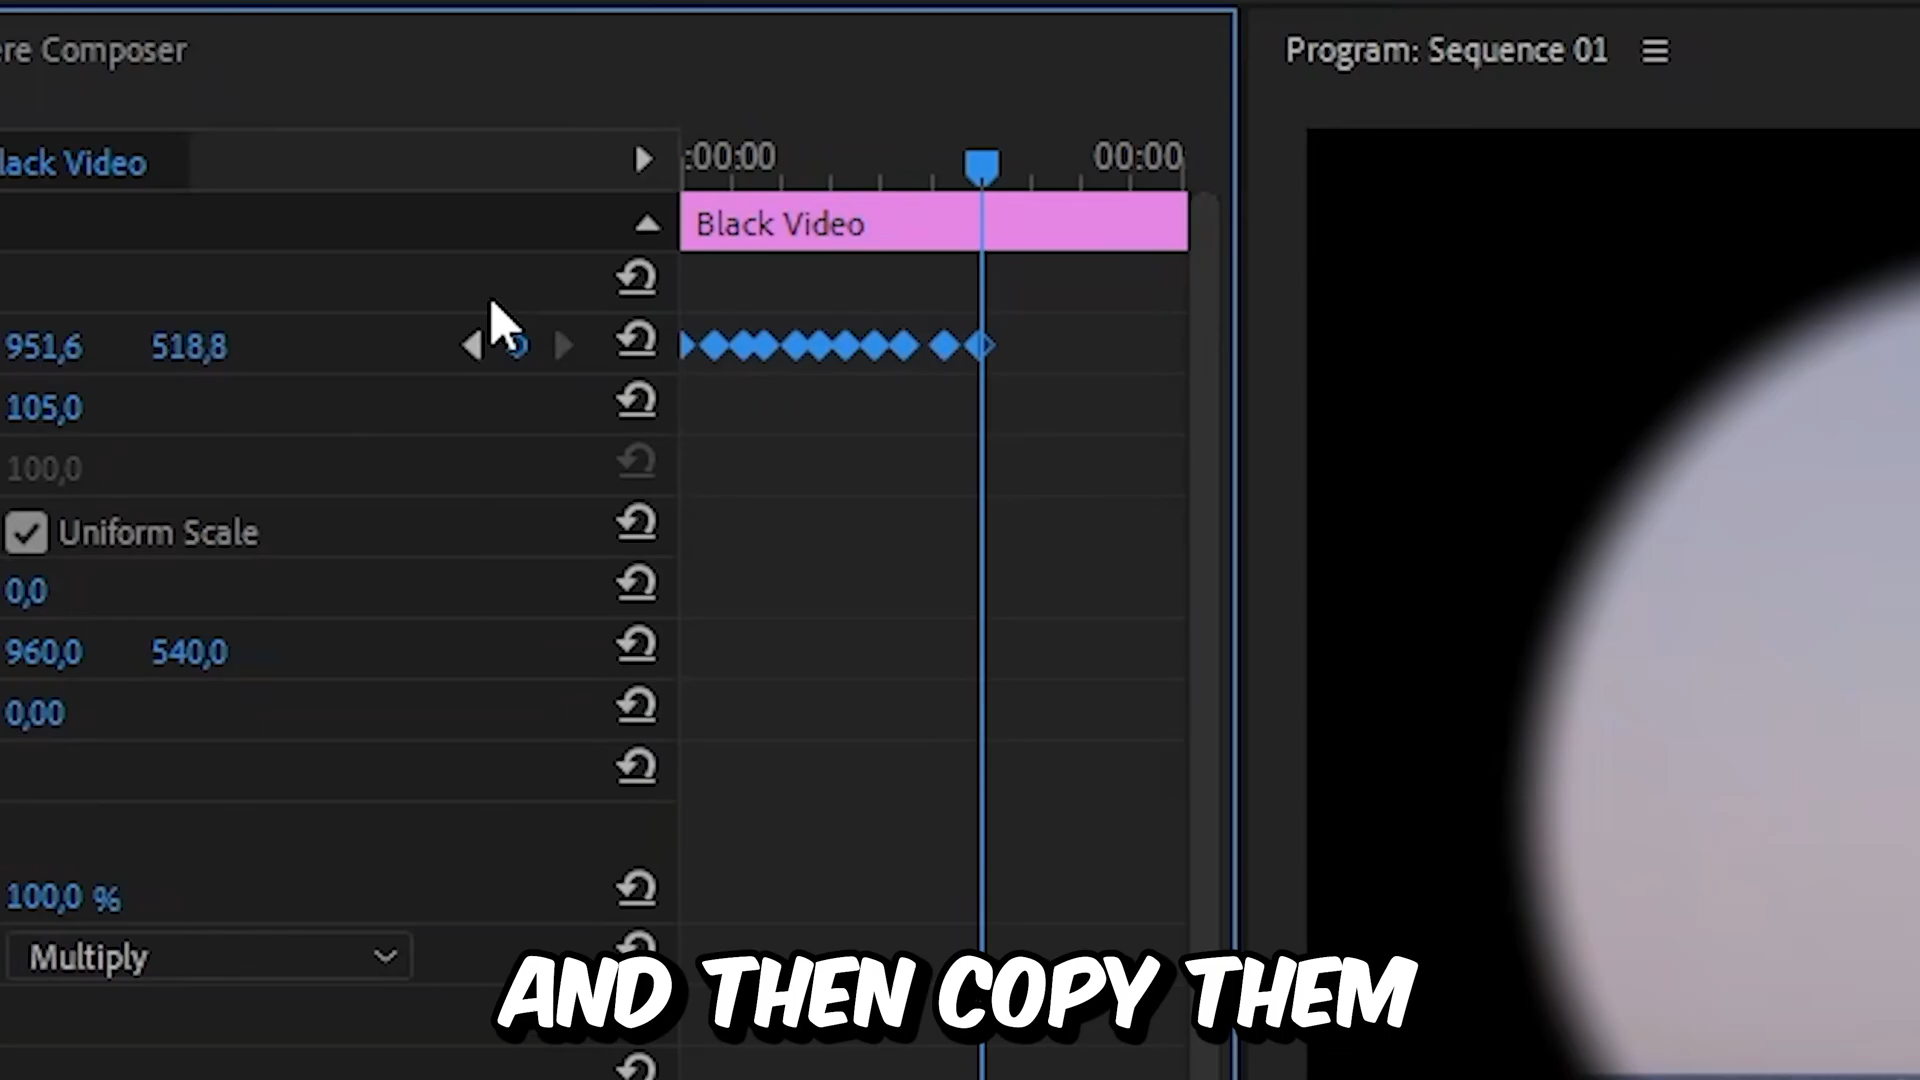 ere Composer
Program: Sequence 01
lack Video
:00:00
00:00
Black Video
951,6 518,8
105,0
100,0
Uniform Scale
0,0
960,0 540,0
0,00
100,0 %
Multiply
AND THEN COPY THEM